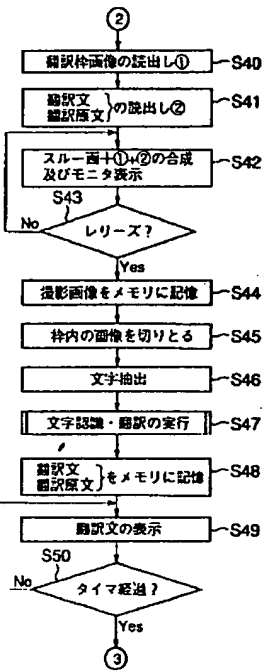 ②
翻訳枠画像の読出し① S40
翻訳文
翻訳原文 } の読出し② S41
スルー画+①+②の合成
及びモニタ表示 S42
S43
レリーズ?
No
Yes
撮影画像をメモリに記憶 S44
枠内の画像を切りとる S45
文字抽出 S46
文字認識・翻訳の実行 S47
翻訳文
翻訳原文 } をメモリに記憶 S48
翻訳文の表示 S49
S50
タイマ経過?
No
Yes
③